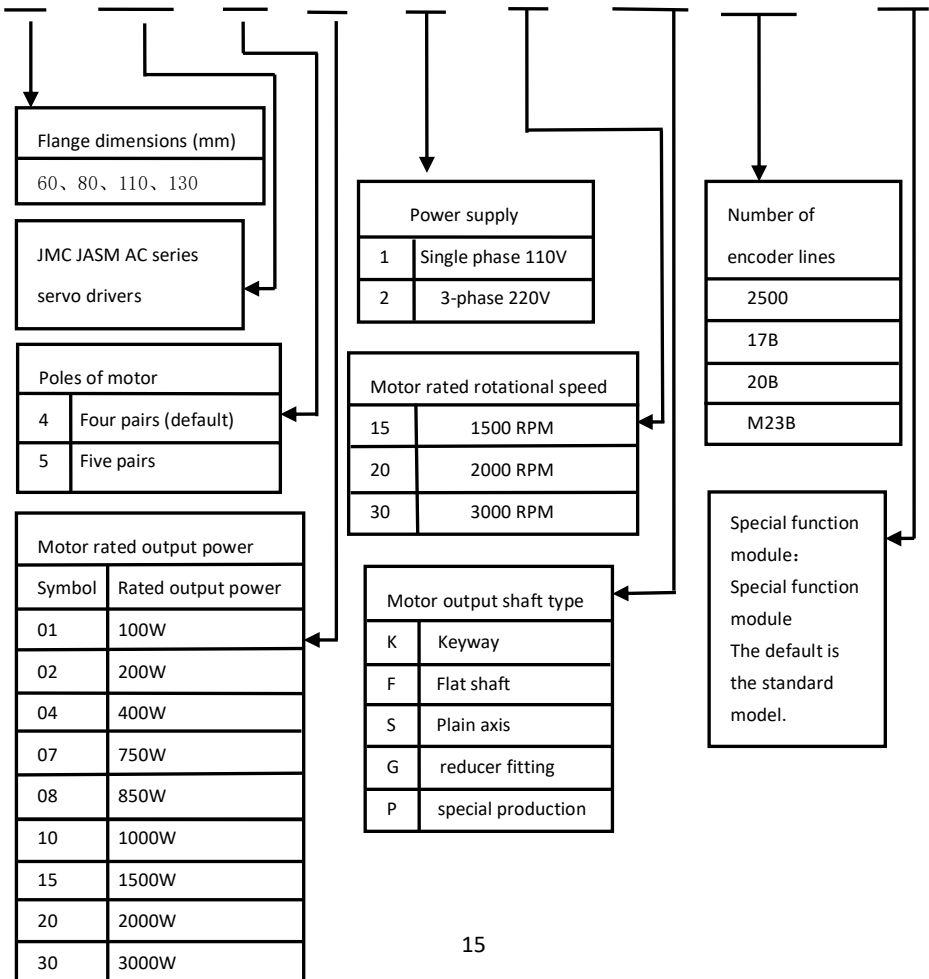 Flange dimensions (mm)
60、80、110、130
JMC JASM AC series
servo drivers
Poles of motor
4 Four pairs (default)
5 Five pairs
Motor rated output power
Symbol Rated output power
01 100W
02 200W
04 400W
07 750W
08 850W
10 1000W
15 1500W
20 2000W
30 3000W
Power supply
1 Single phase 110V
2 3-phase 220V
Motor rated rotational speed
15 1500 RPM
20 2000 RPM
30 3000 RPM
Motor output shaft type
K Keyway
F Flat shaft
S Plain axis
G reducer fitting
P special production
Number of
encoder lines
2500
17B
20B
M23B
Special function
module：
Special function
module
The default is
the standard
model.
15